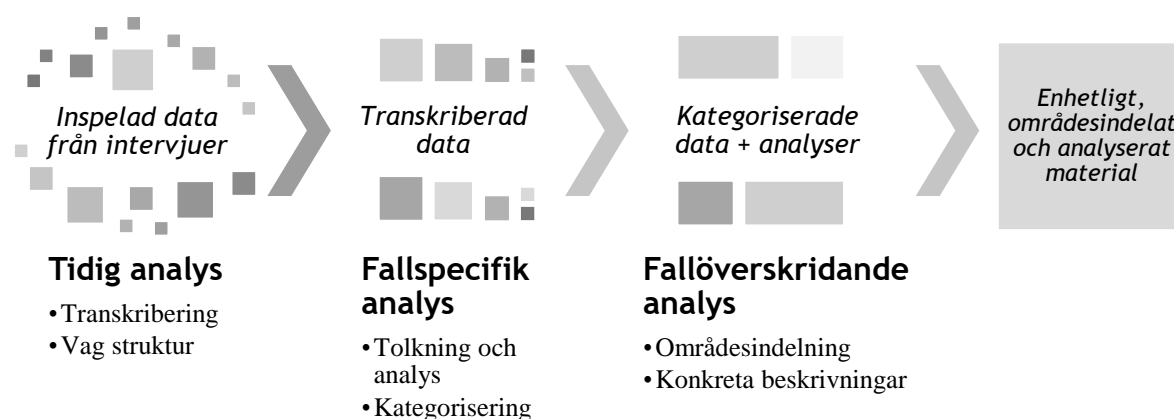 Inspelad data
från intervjuer
Transkriberad
data
Kategoriserade
data + analyser
Enhetligt,
områdesindelat
och analyserat
material
Tidig analys
•Transkribering
•Vag struktur
Fallspecifik
analys
•Tolkning och
analys
•Kategorisering
Fallöverskridande
analys
•Områdesindelning
•Konkreta beskrivningar